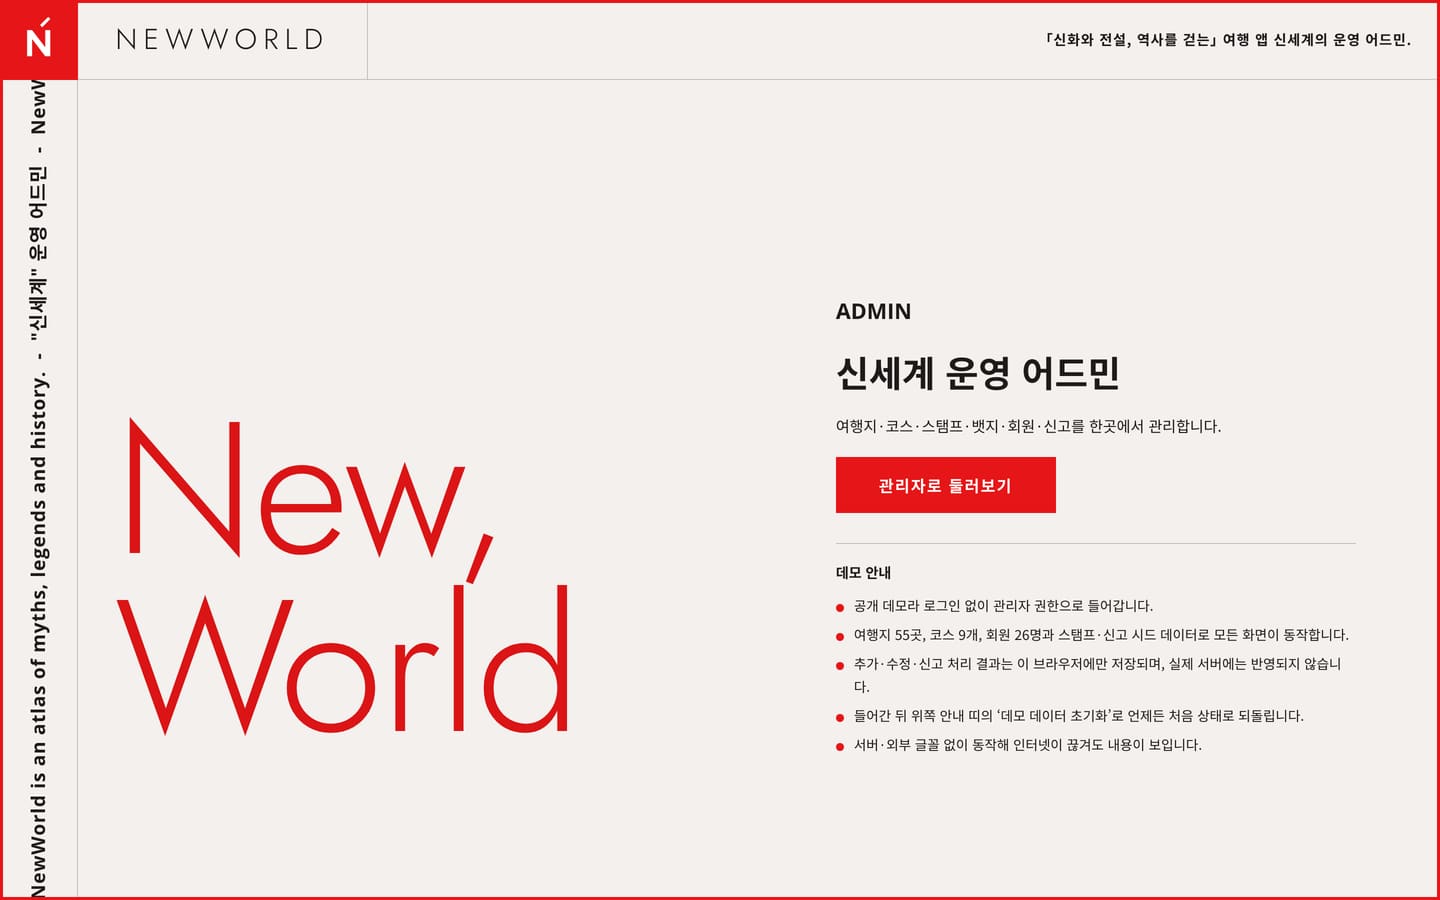 Ń
NEWWORLD
「신화와 전설, 역사를 걷는」 여행 앱 신세계의 운영 어드민.
NewWorld is an atlas of myths, legends and history. - "신세계" 운영 어드민 - NewW
New,
World
ADMIN
신세계 운영 어드민
여행지·코스·스탬프·뱃지·회원·신고를 한곳에서 관리합니다.
관리자로 둘러보기
데모 안내
공개 데모라 로그인 없이 관리자 권한으로 들어갑니다.
여행지 55곳, 코스 9개, 회원 26명과 스탬프·신고 시드 데이터로 모든 화면이 동작합니다.
추가·수정·신고 처리 결과는 이 브라우저에만 저장되며, 실제 서버에는 반영되지 않습니
다.
들어간 뒤 위쪽 안내 띠의 ‘데모 데이터 초기화’로 언제든 처음 상태로 되돌립니다.
서버·외부 글꼴 없이 동작해 인터넷이 끊겨도 내용이 보입니다.